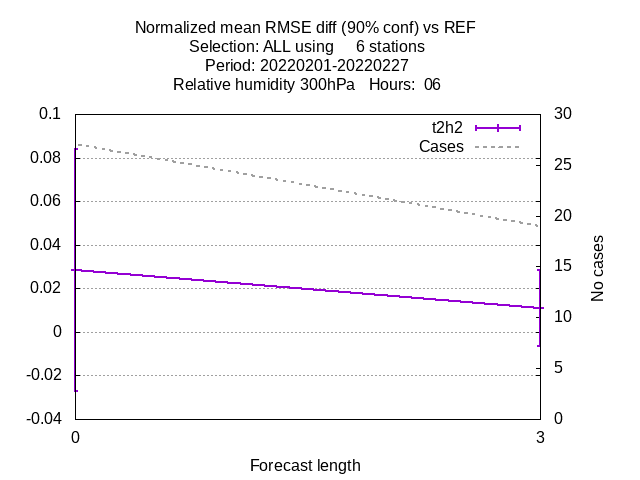 Normalized mean RMSE diff (90% conf) vs REF
Selection: ALL using     6 stations
Period: 20220201-20220227
Relative humidity 300hPa   Hours:  06
t2h2
Cases
0.1
0.08
0.06
0.04
0.02
0
-0.02
-0.04
30
25
20
15
10
5
0
No cases
0
3
Forecast length